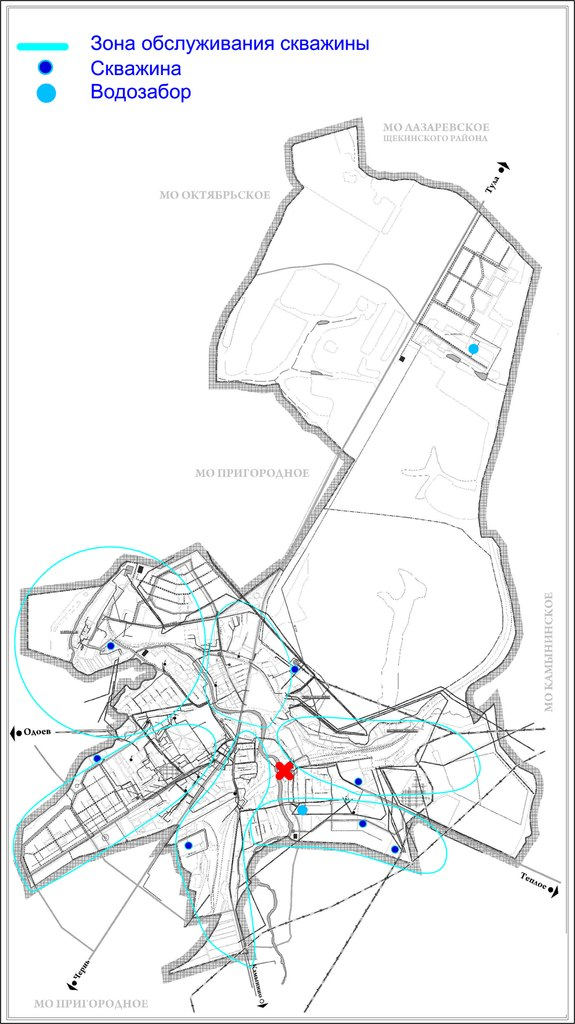 Зона обслуживания скважины
Скважина
Водозабор
МО ЛАЗАРЕВСКОЕ
ЩЕКИНСКОГО РАЙОНА
Тула
МО ОКТЯБРЬСКОЕ
МО ПРИГОРОДНОЕ
МО КАМЫНИНСКОЕ
Одоев
Теплое
Чернь
Камынино
МО ПРИГОРОДНОЕ